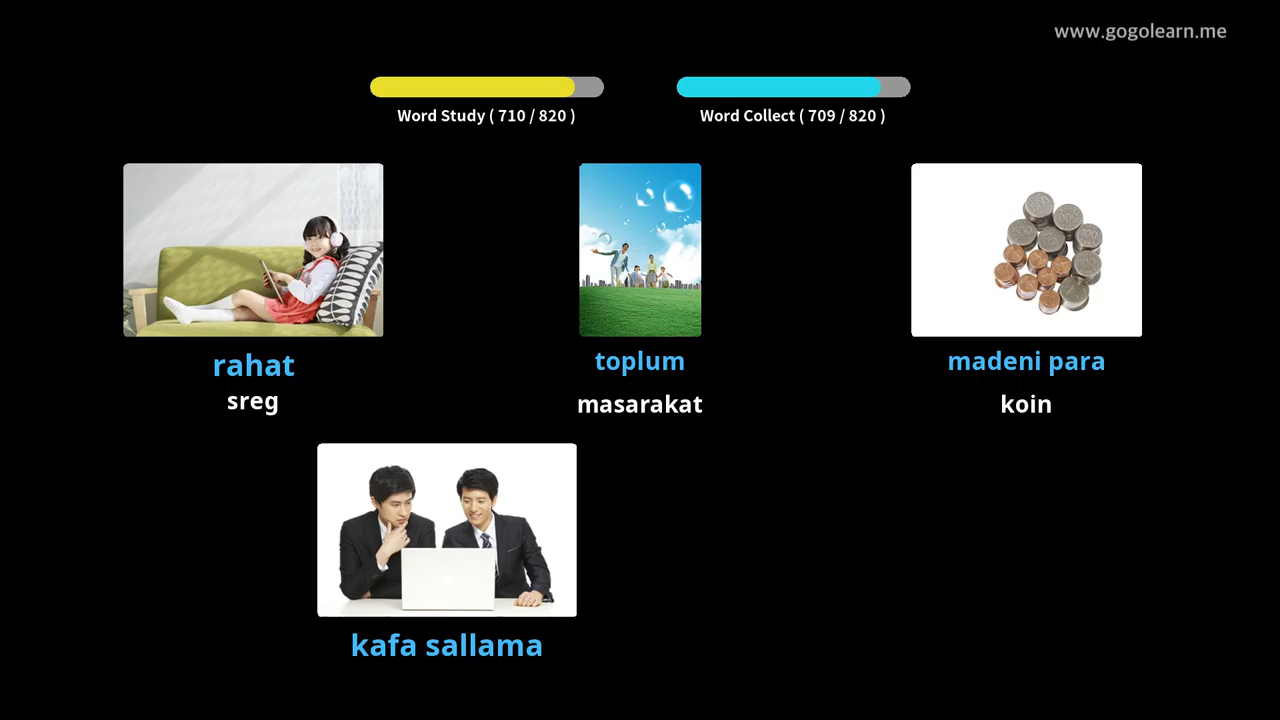 www.gogolearn.me
Word Study ( 710 / 820 )
Word Collect ( 709 / 820 )
rahat
sreg
toplum
masarakat
madeni para
koin
kafa sallama